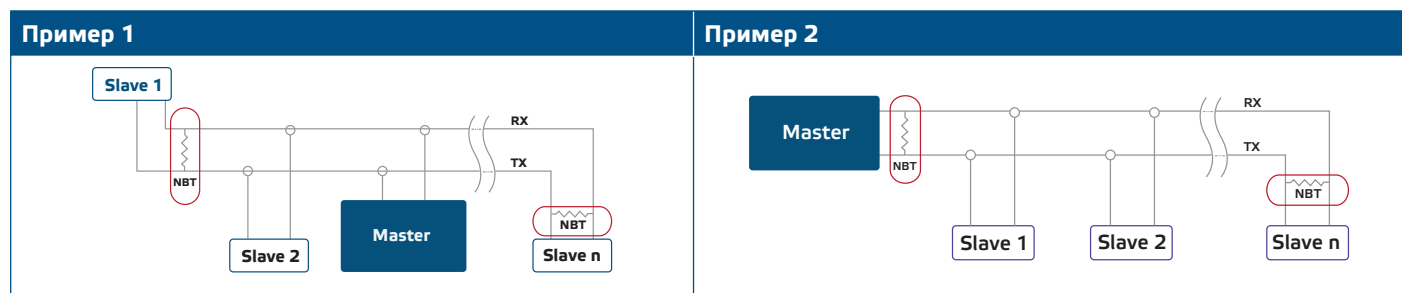 Пример 1
Slave 1
RX
TX
NBT
NBT
Slave 2
Master
Slave n
Пример 2
Master
RX
TX
NBT
NBT
Slave 1
Slave 2
Slave n